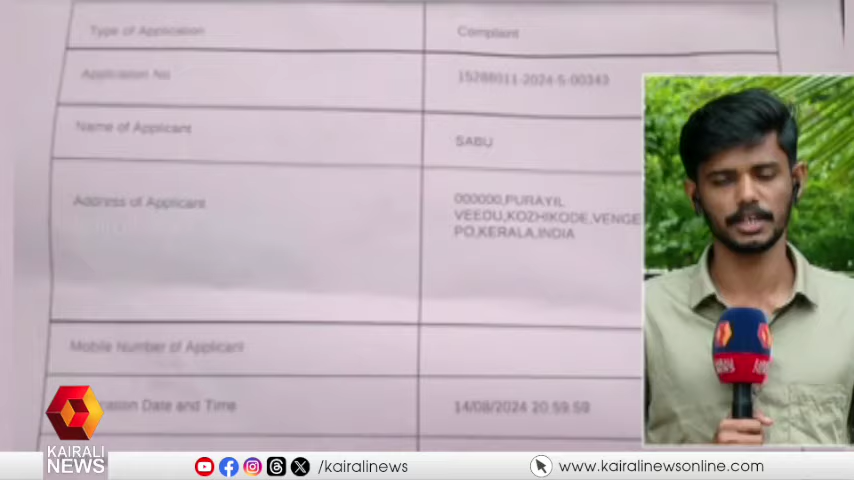 Type of Application
Complaint
Application No
15288011-2024-5-00343
Name of Applicant
SABU
Address of Applicant
000000,PURAYIL
VEEDU,KOZHIKODE,VENGE
PO,KERALA,INDIA
Mobile Number of Applicant
Date and Time
14/08/2024 20:59:59
KAIRALI
NEWS
/kairalinews
www.kairalinewsonline.com